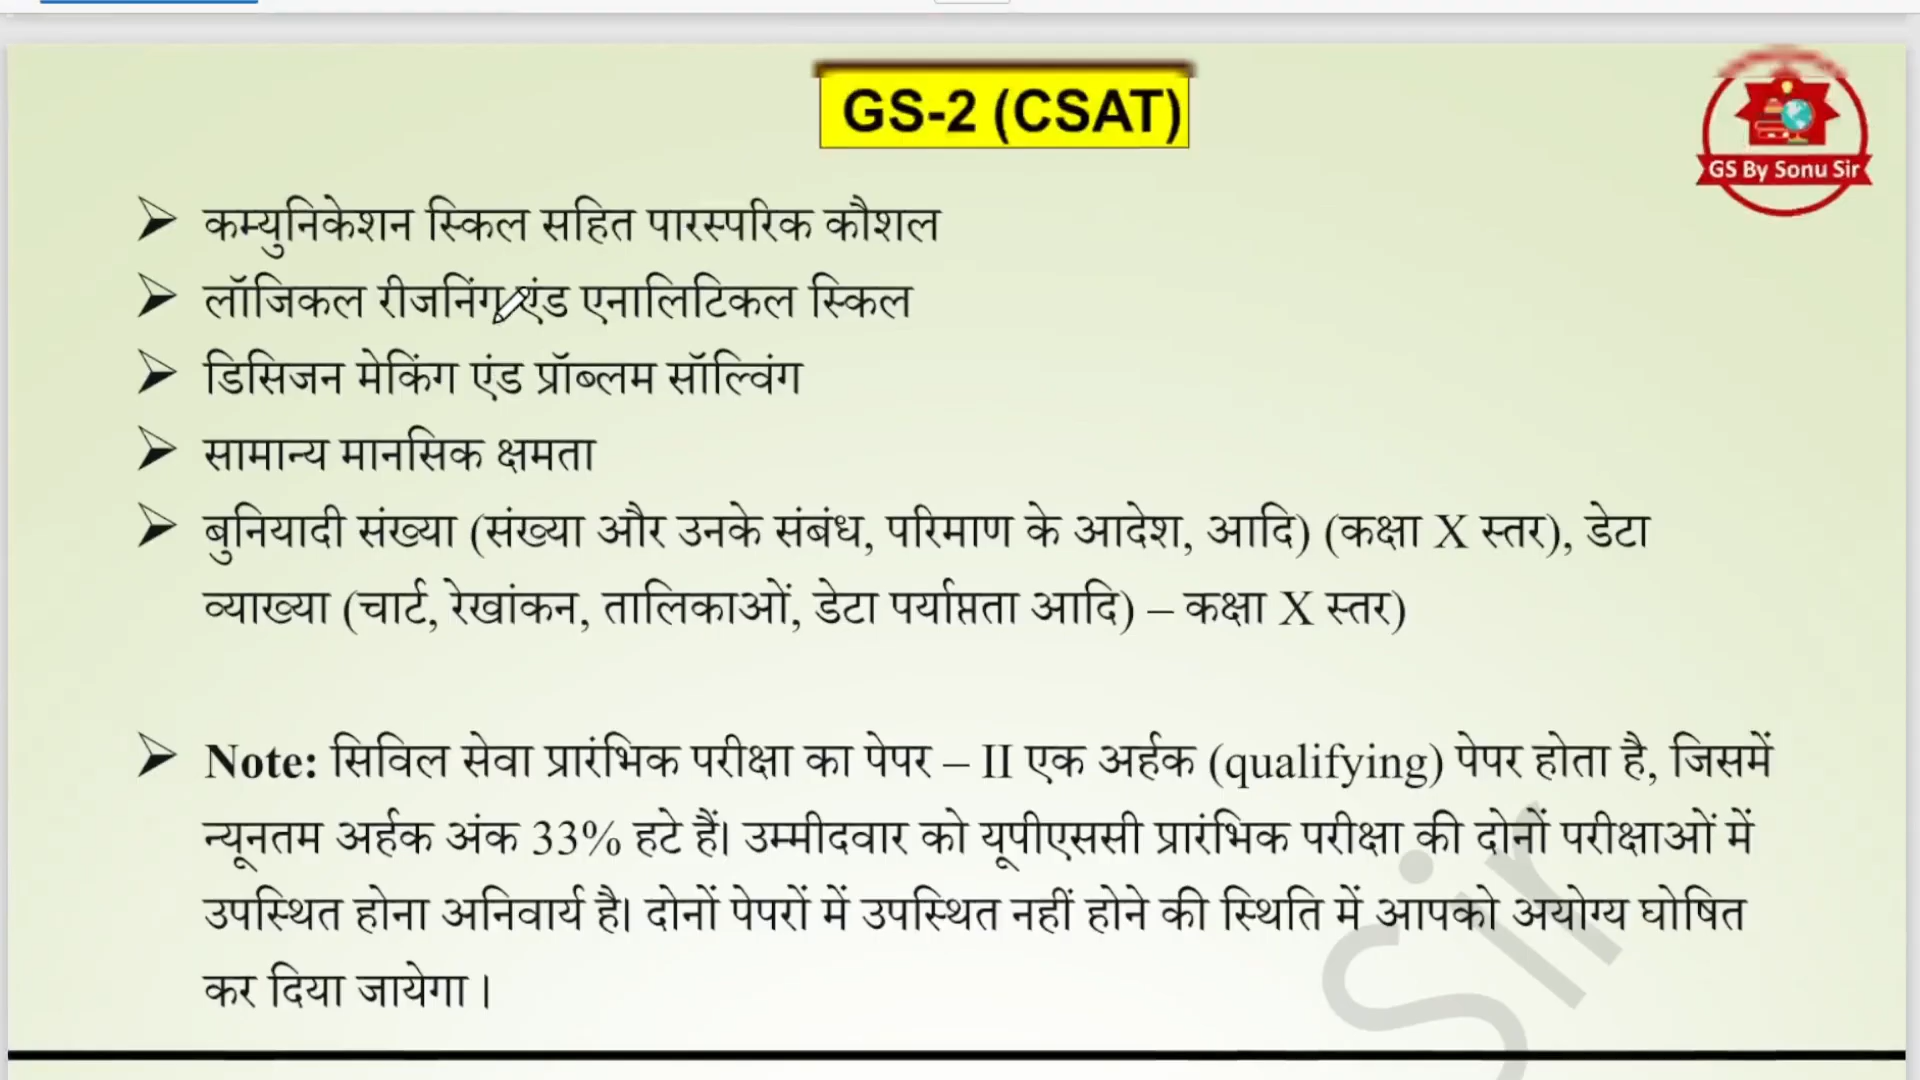 GS-2 (CSAT)
GS By Sonu Sir
कम्युनिकेशन स्किल सहित पारस्परिक कौशल
लॉजिकल रीजनिंग एंड एनालिटिकल स्किल
डिसिजन मेकिंग एंड प्रॉब्लम सॉल्विंग
सामान्य मानसिक क्षमता
बुनियादी संख्या (संख्या और उनके संबंध, परिमाण के आदेश, आदि) (कक्षा X स्तर), डेटा
व्याख्या (चार्ट, रेखांकन, तालिकाओं, डेटा पर्याप्तता आदि) – कक्षा X स्तर)
Note: सिविल सेवा प्रारंभिक परीक्षा का पेपर – II एक अर्हक (qualifying) पेपर होता है, जिसमें
न्यूनतम अर्हक अंक 33% हटे हैं। उम्मीदवार को यूपीएससी प्रारंभिक परीक्षा की दोनों परीक्षाओं में
उपस्थित होना अनिवार्य है। दोनों पेपरों में उपस्थित नहीं होने की स्थिति में आपको अयोग्य घोषित
कर दिया जायेगा ।
Sir